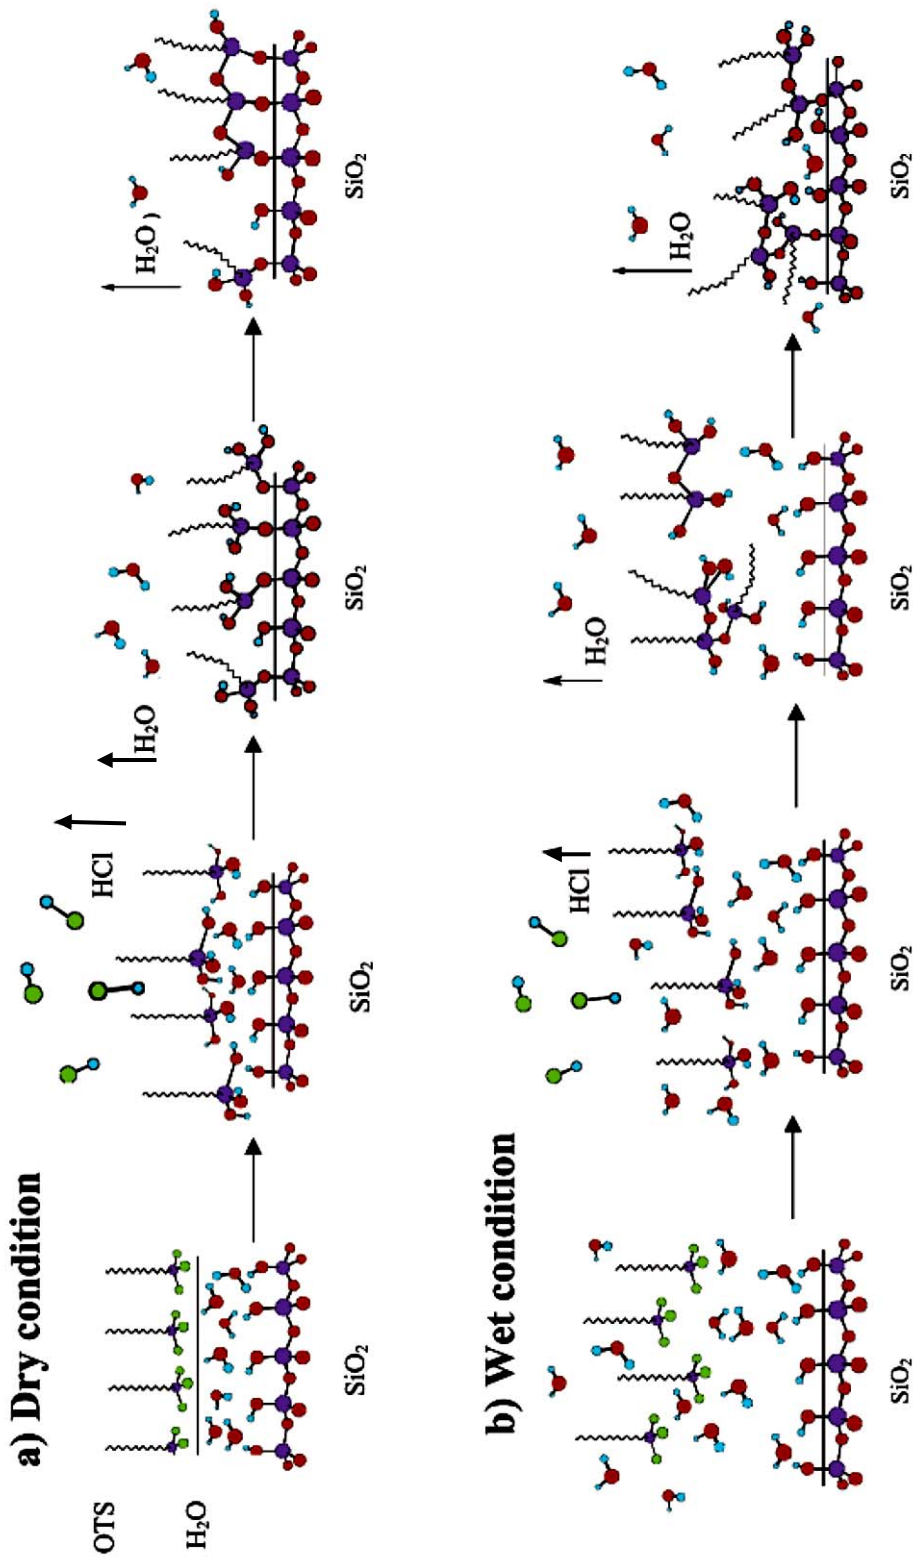 a) Dry condition
OTS
H₂O
SiO₂
HCl
SiO₂
H₂O
SiO₂
H₂O )
SiO₂
b) Wet condition
SiO₂
HCl
SiO₂
H₂O
SiO₂
H₂O
SiO₂